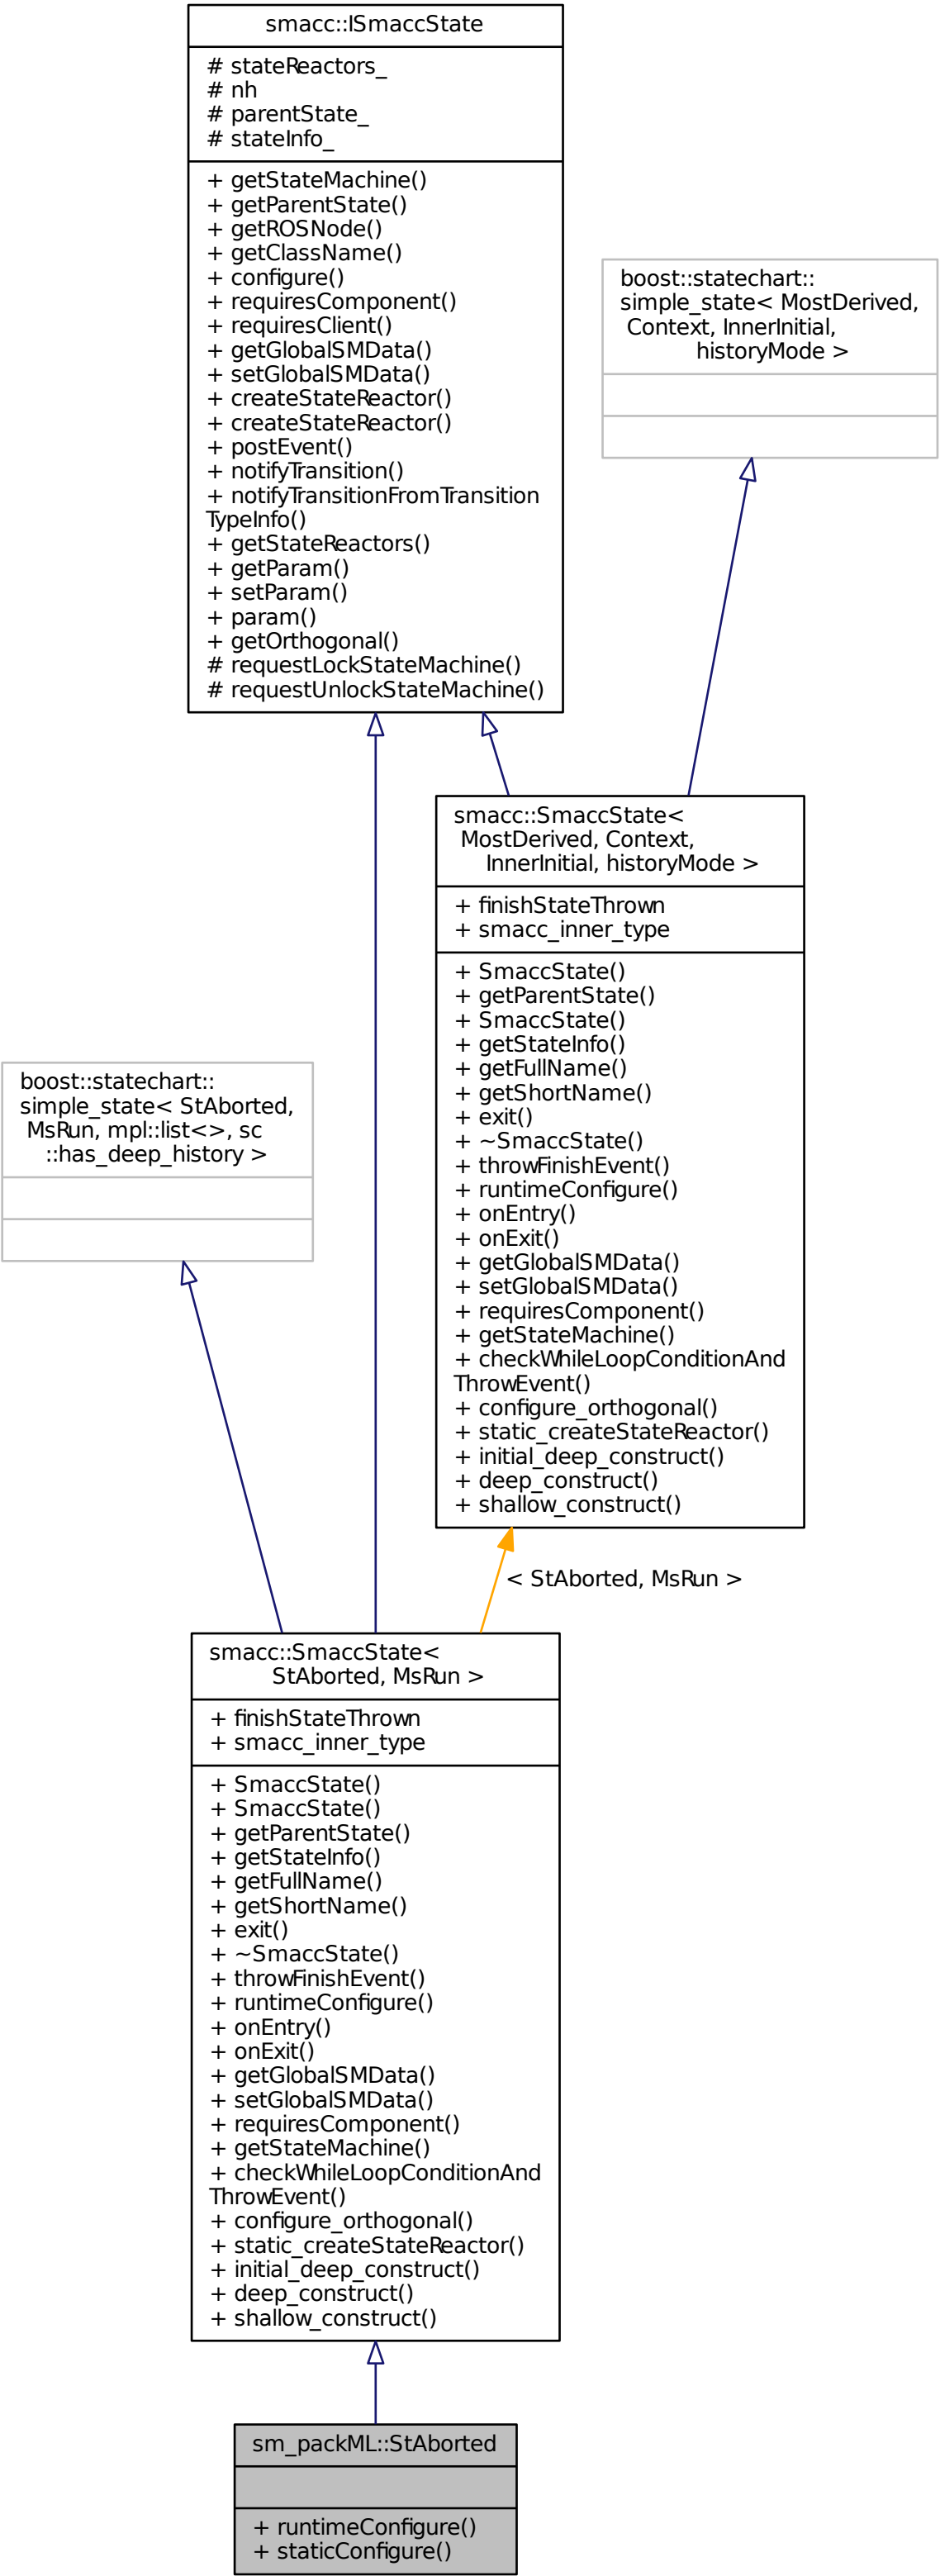 smacc::ISmaccState
# stateReactors_
# nh
# parentState_
# stateInfo_
+ getStateMachine()
+ getParentState()
+ getROSNode()
+ getClassName()
+ configure()
+ requiresComponent()
+ requiresClient()
+ getGlobalSMData()
+ setGlobalSMData()
+ createStateReactor()
+ createStateReactor()
+ postEvent()
+ notifyTransition()
+ notifyTransitionFromTransition
TypeInfo()
+ getStateReactors()
+ getParam()
+ setParam()
+ param()
+ getOrthogonal()
# requestLockStateMachine()
# requestUnlockStateMachine()
boost::statechart::
simple_state< MostDerived,
Context, InnerInitial,
historyMode >
smacc::SmaccState<
MostDerived, Context,
InnerInitial, historyMode >
+ finishStateThrown
+ smacc_inner_type
+ SmaccState()
+ getParentState()
+ SmaccState()
+ getStateInfo()
+ getFullName()
+ getShortName()
+ exit()
+ ~SmaccState()
+ throwFinishEvent()
+ runtimeConfigure()
+ onEntry()
+ onExit()
+ getGlobalSMData()
+ setGlobalSMData()
+ requiresComponent()
+ getStateMachine()
+ checkWhileLoopConditionAnd
ThrowEvent()
+ configure_orthogonal()
+ static_createStateReactor()
+ initial_deep_construct()
+ deep_construct()
+ shallow_construct()
boost::statechart::
simple_state< StAborted,
MsRun, mpl::list<>, sc
::has_deep_history >
< StAborted, MsRun >
smacc::SmaccState<
StAborted, MsRun >
+ finishStateThrown
+ smacc_inner_type
+ SmaccState()
+ SmaccState()
+ getParentState()
+ getStateInfo()
+ getFullName()
+ getShortName()
+ exit()
+ ~SmaccState()
+ throwFinishEvent()
+ runtimeConfigure()
+ onEntry()
+ onExit()
+ getGlobalSMData()
+ setGlobalSMData()
+ requiresComponent()
+ getStateMachine()
+ checkWhileLoopConditionAnd
ThrowEvent()
+ configure_orthogonal()
+ static_createStateReactor()
+ initial_deep_construct()
+ deep_construct()
+ shallow_construct()
sm_packML::StAborted
+ runtimeConfigure()
+ staticConfigure()